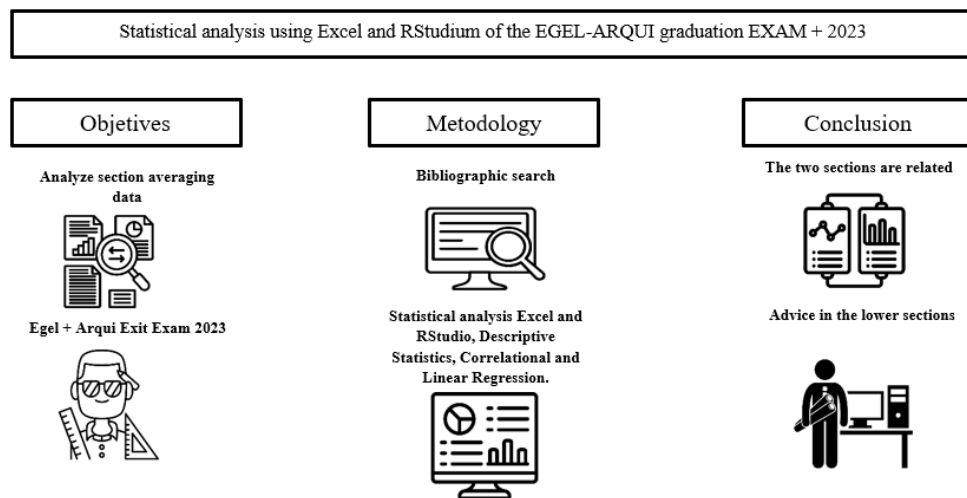 Statistical analysis using Excel and RStudium of the EGEL-ARQUI graduation EXAM + 2023
Objetives
Analyze section averaging
data
Egel + Arqui Exit Exam 2023
Metodology
Bibliographic search
Statistical analysis Excel and
RStudio, Descriptive
Statistics, Correlational and
Linear Regression.
Conclusion
The two sections are related
Advice in the lower sections